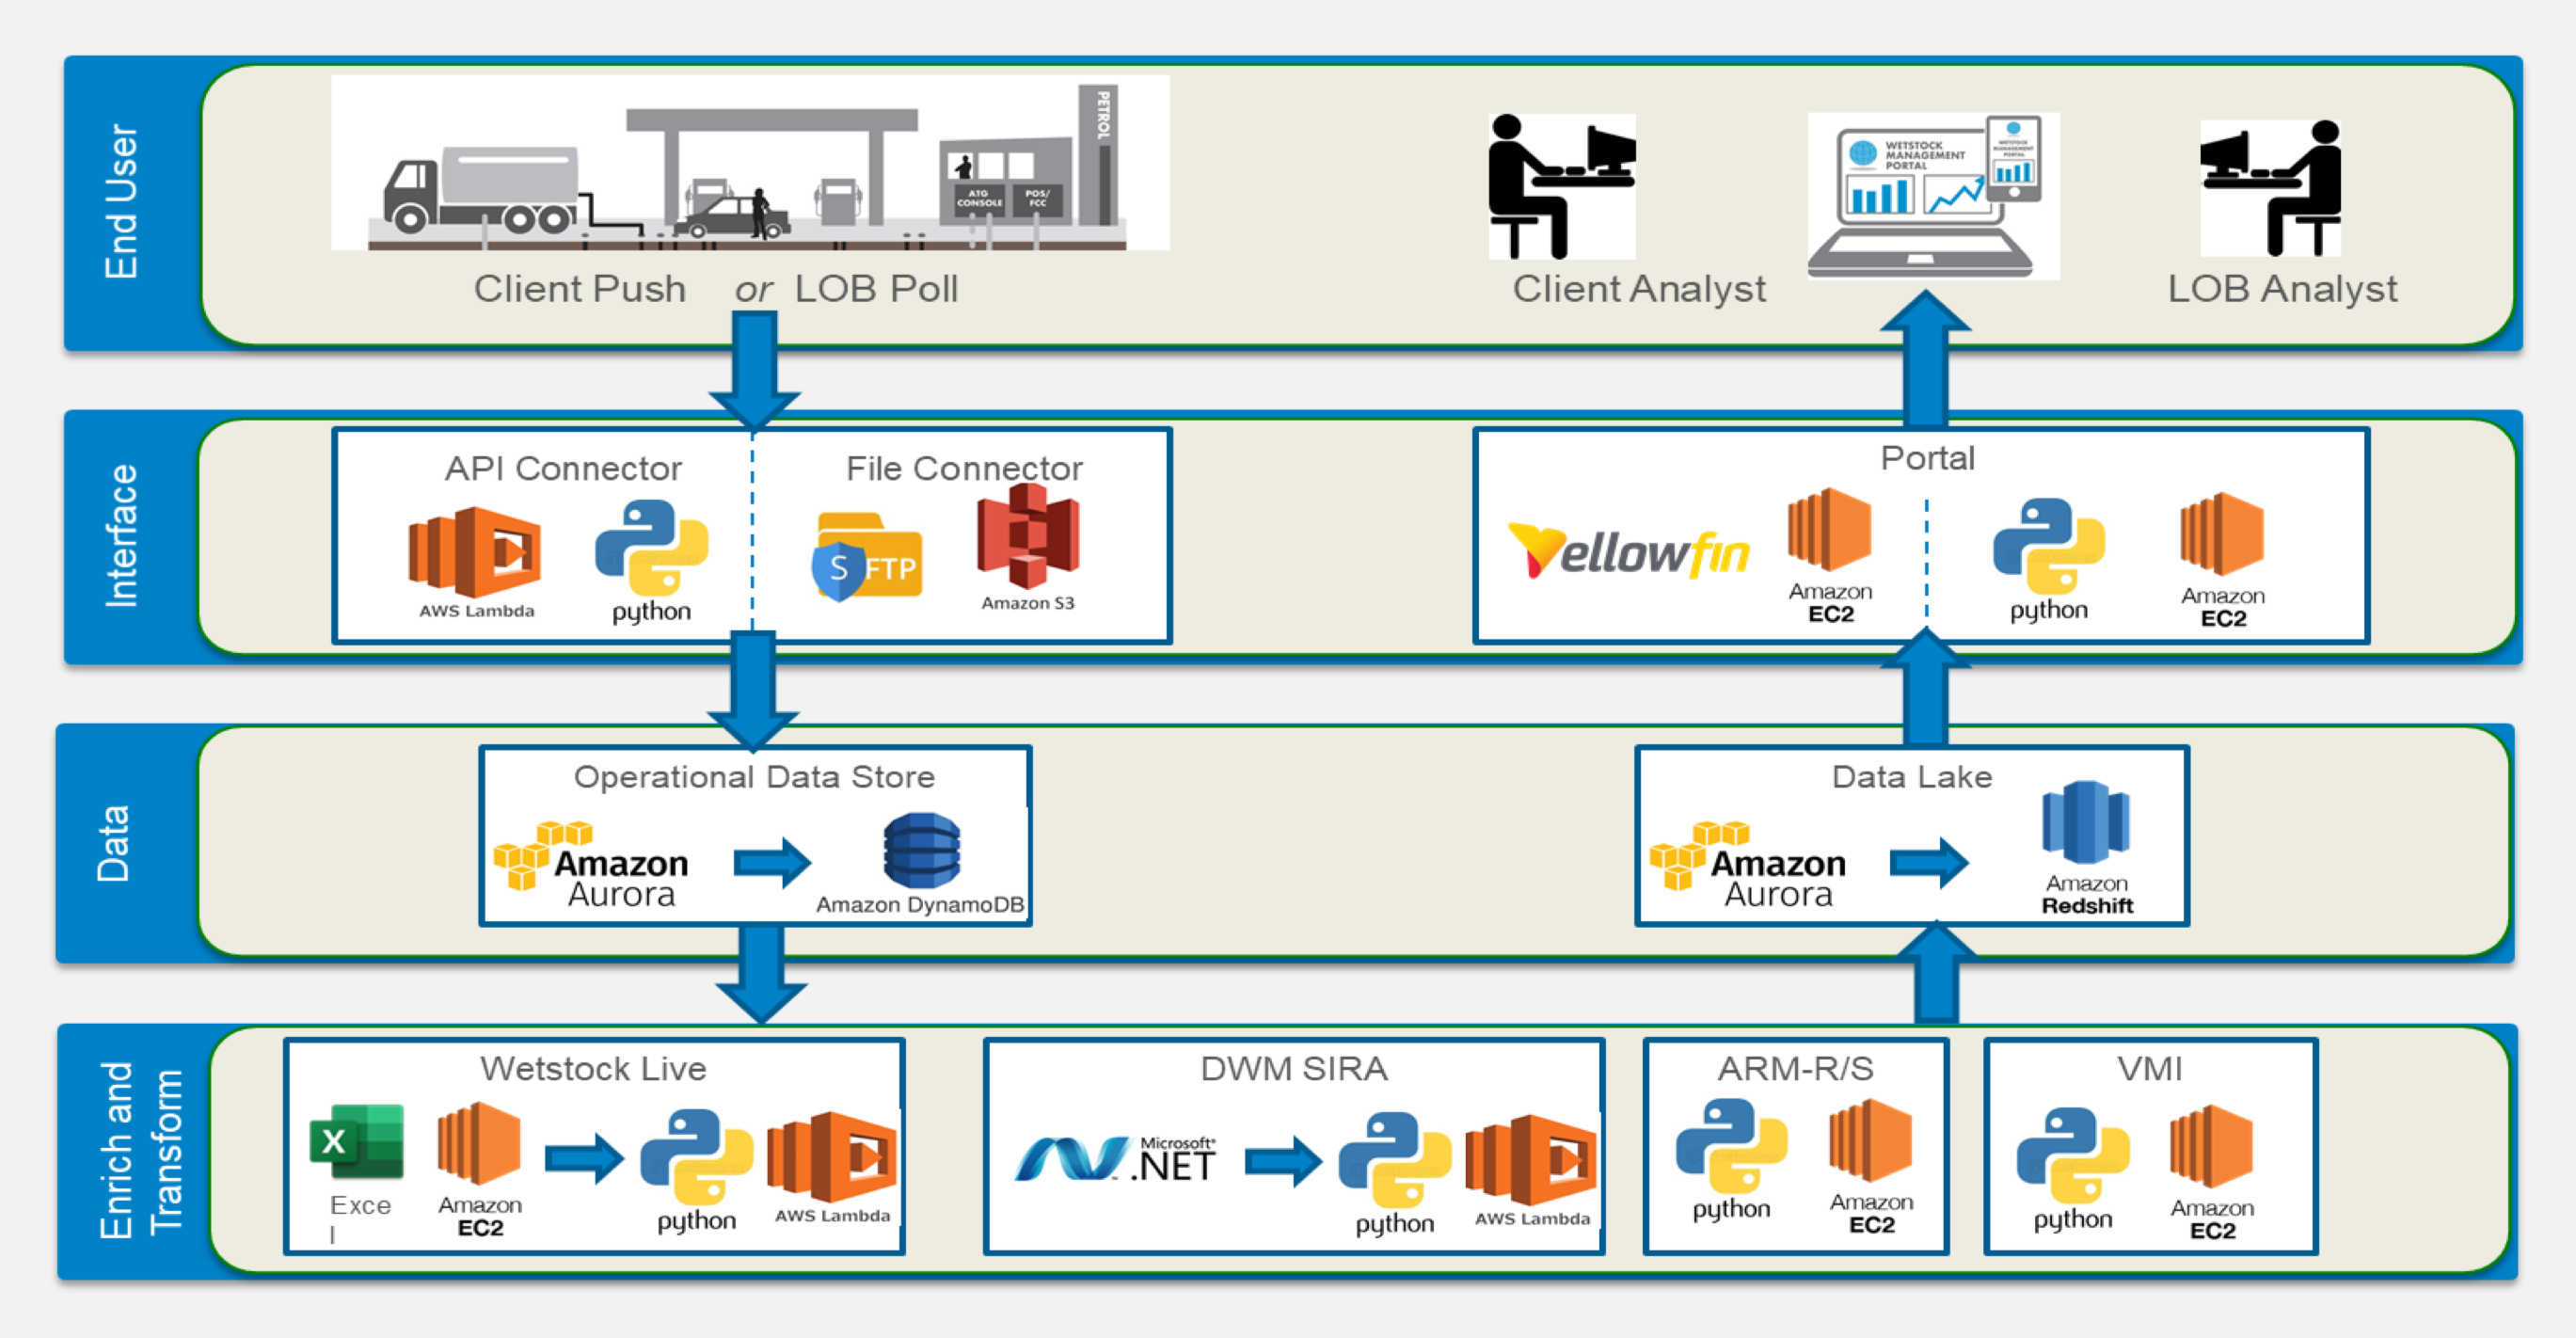 End User
PETROL
ATG
CONSOLE
POS/
FCC
Client Push or LOB Poll
WETSTOCK
MANAGEMENT
PORTAL
WETSTOCK
MANAGEMENT
PORTAL
Client Analyst
LOB Analyst
Interface
API Connector
AWS Lambda
python
File Connector
SFTP
Amazon S3
Portal
Yellowfin
Amazon
EC2
python
Amazon
EC2
Data
Operational Data Store
Amazon
Aurora
Amazon DynamoDB
Data Lake
Amazon
Aurora
Amazon
Redshift
Enrich and
Transform
Wetstock Live
X
Exce
l
Amazon
EC2
python
AWS Lambda
DWM SIRA
Microsoft®
.NET
python
AWS Lambda
ARM-R/S
python
Amazon
EC2
VMI
python
Amazon
EC2